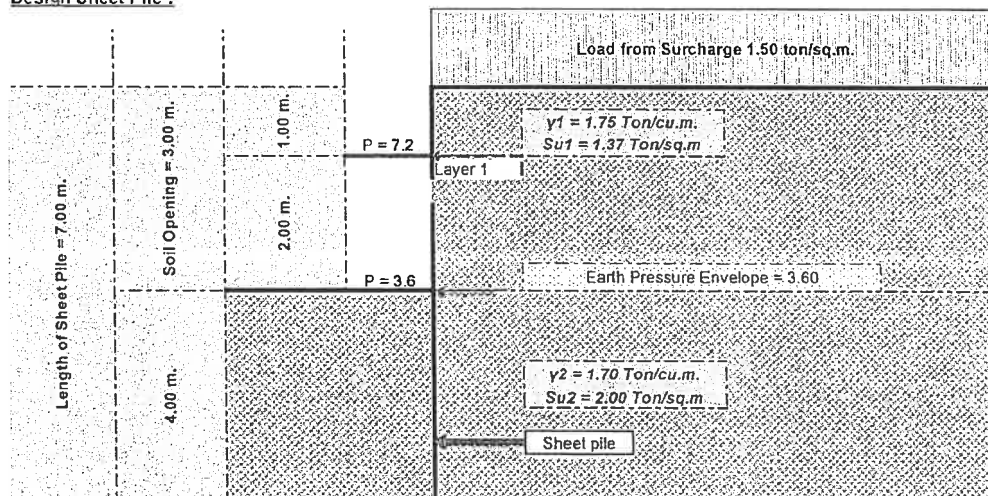 Design Sheet Pile :
Load from Surcharge 1.50 ton/sq.m.
γ1 = 1.75 Ton/cu.m.
Su1 = 1.37 Ton/sq.m
1.00 m.
P = 7.2
Layer 1
Length of Sheet Pile = 7.00 m.
Soil Opening = 3.00 m.
2.00 m.
P = 3.6
Earth Pressure Envelope = 3.60
4.00 m.
γ2 = 1.70 Ton/cu.m.
Su2 = 2.00 Ton/sq.m
Sheet pile